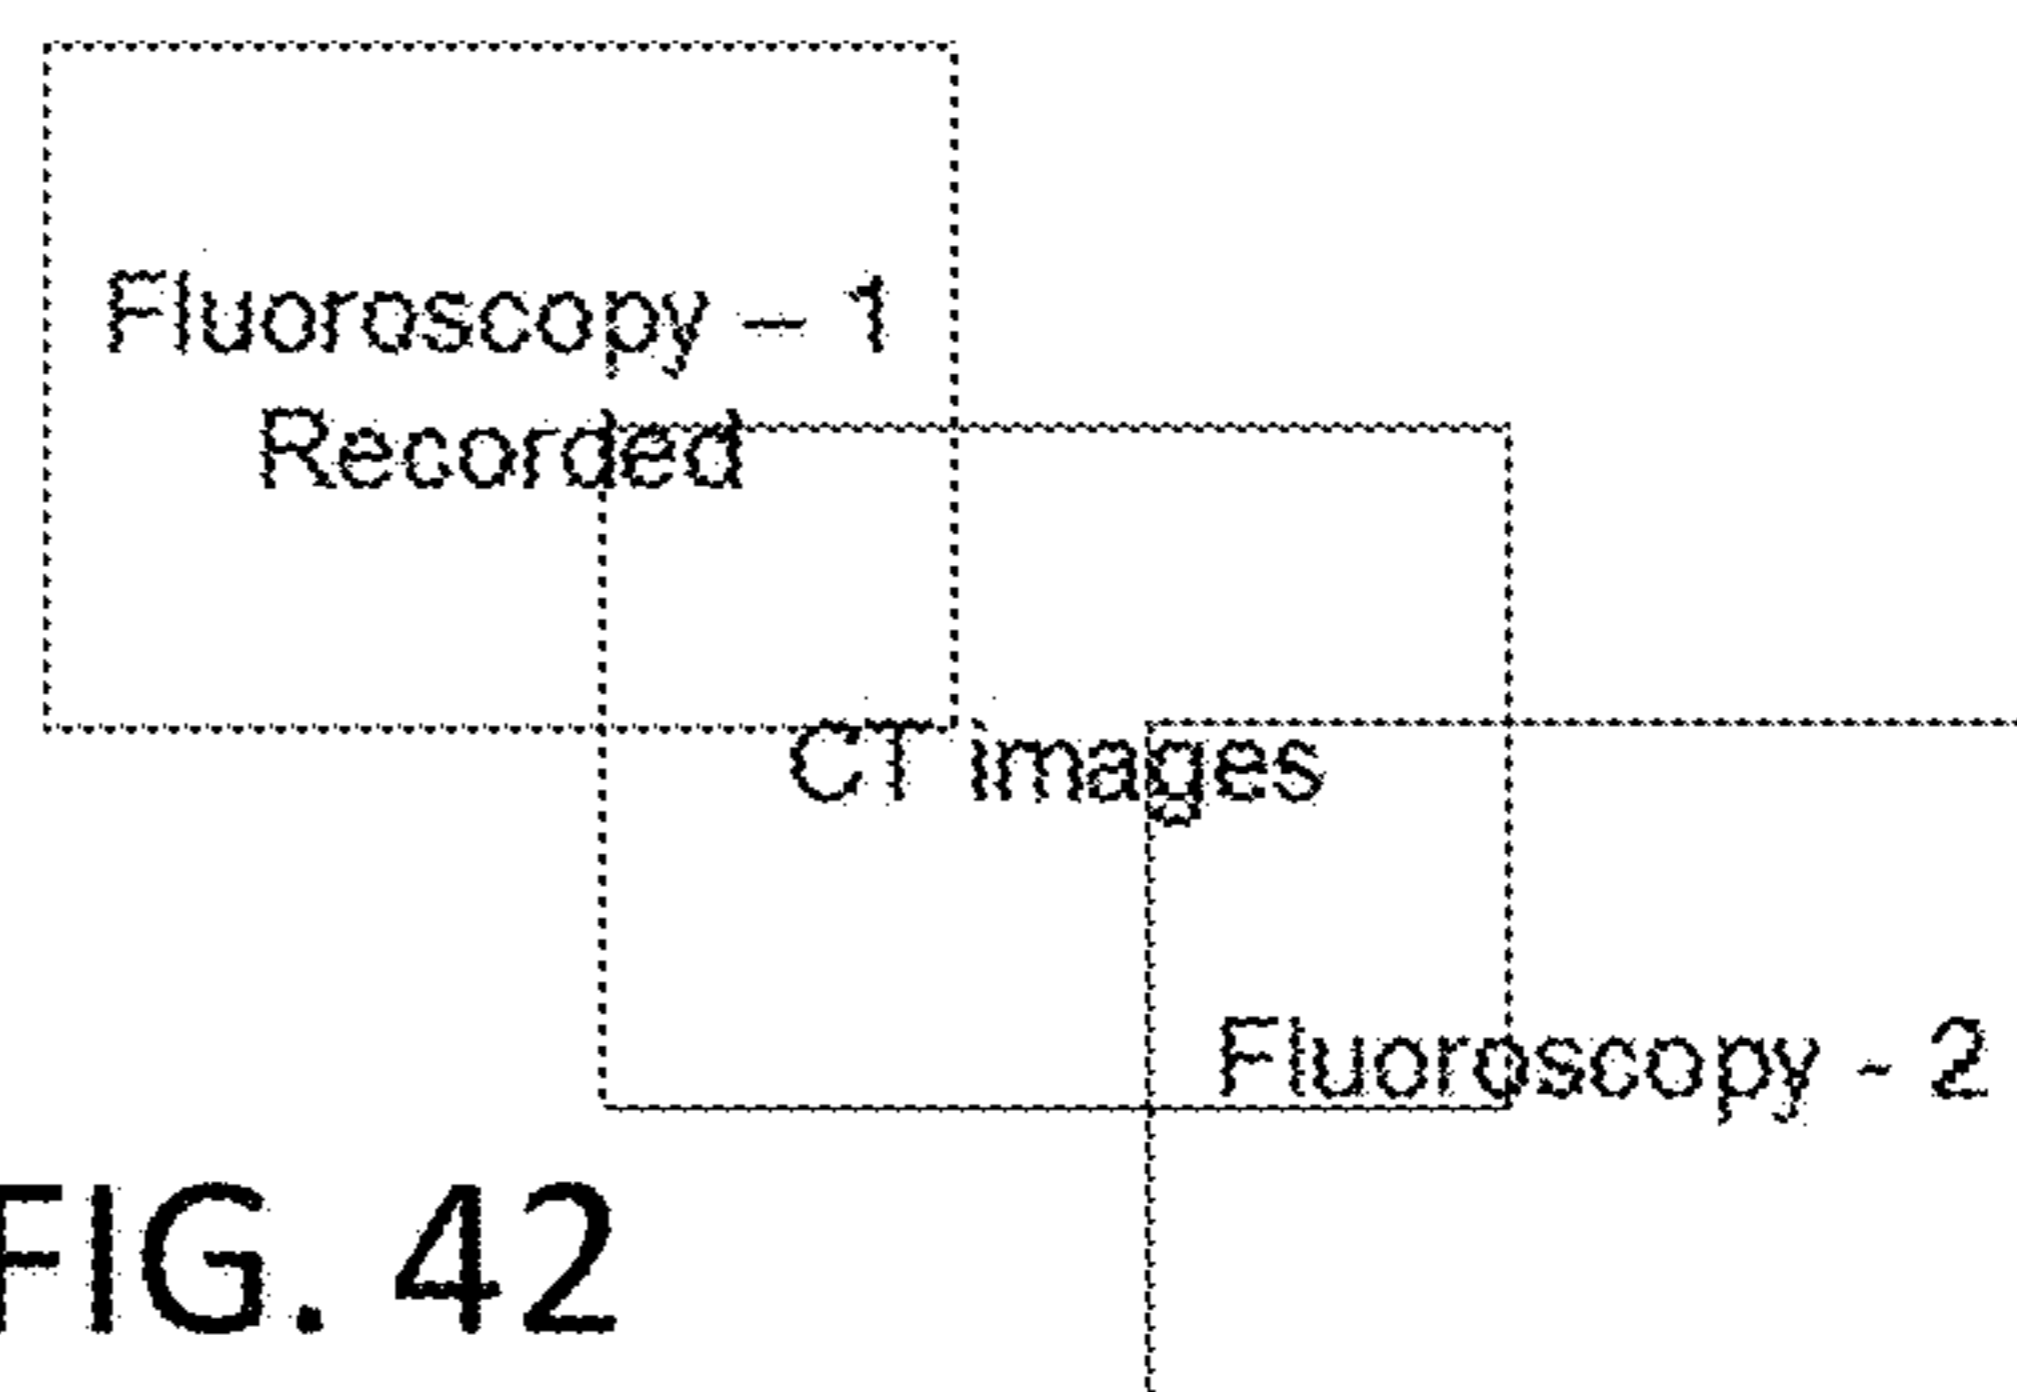 Fluoroscopy – 1
Recorded
CT images
Fluoroscopy - 2
FIG. 42